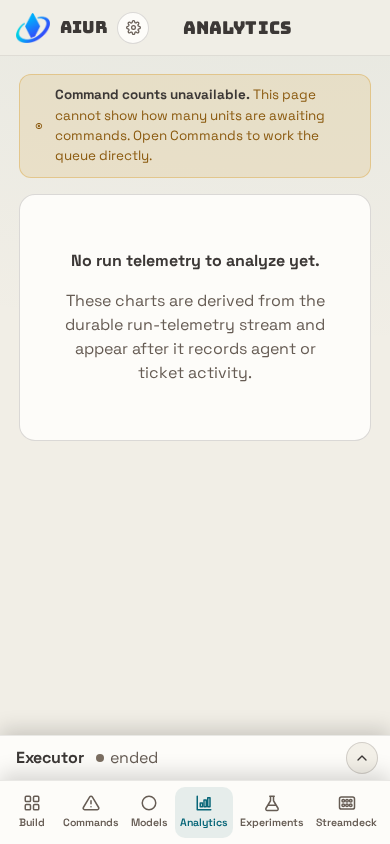 AIUR
ANALYTICS
Command counts unavailable. This page
cannot show how many units are awaiting
commands. Open Commands to work the
queue directly.
No run telemetry to analyze yet.
These charts are derived from the
durable run-telemetry stream and
appear after it records agent or
ticket activity.
Executor ended
Build Commands Models Analytics Experiments Streamdeck